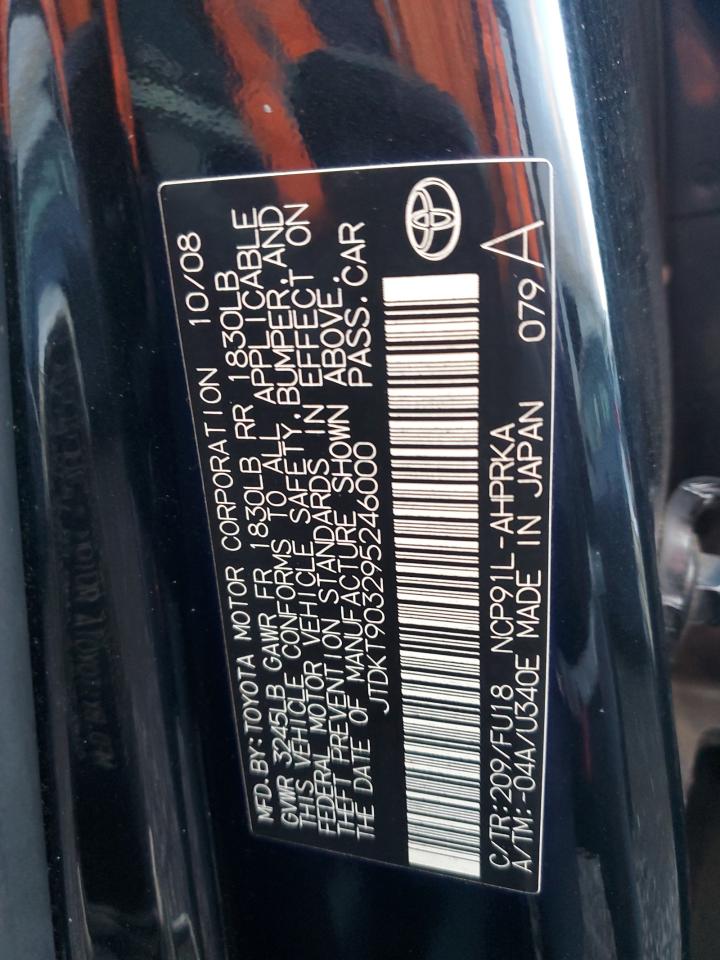 MFD. BY: TOYOTA MOTOR CORPORATION 10/08
GVWR 3245LB GAWR FR 1830LB RR 1830LB
THIS VEHICLE CONFORMS TO ALL APPLICABLE
FEDERAL MOTOR VEHICLE SAFETY, BUMPER, AND
THEFT PREVENTION STANDARDS IN EFFECT ON
THE DATE OF MANUFACTURE SHOWN ABOVE.
JTDKT903295246000 PASS. CAR
C/TR: 209/FU18 NCP91L-AHPRKA
A/TM: -04A/U340E MADE IN JAPAN 079 A